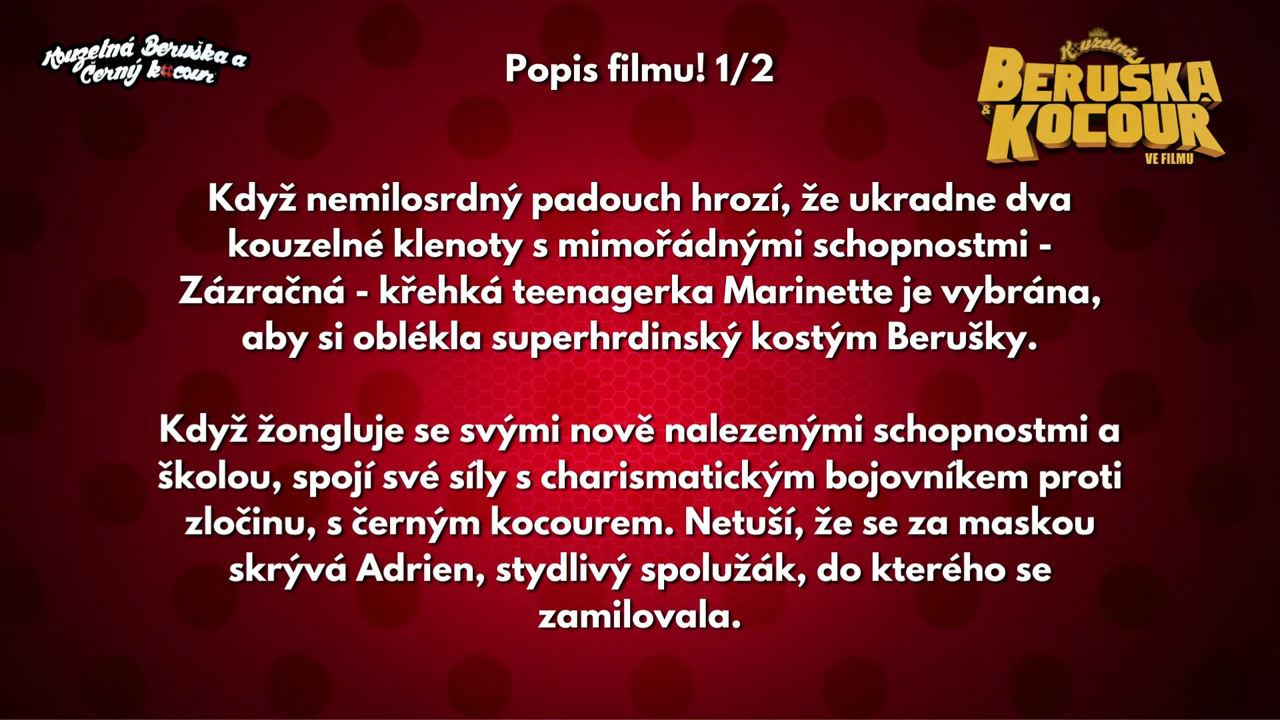 Kouzelná Beruška a
Černý kocour
Popis filmu! 1/2
Kouzelná
BERUŠKA
& KOCOUR
VE FILMU
Když nemilosrdný padouch hrozí, že ukradne dva
kouzelné klenoty s mimořádnými schopnostmi -
Zázračná - křehká teenagerka Marinette je vybrána,
aby si oblékla superhrdinský kostým Berušky.
Když žongluje se svými nově nalezenými schopnostmi a
školou, spojí své síly s charismatickým bojovníkem proti
zločinu, s černým kocourem. Netuší, že se za maskou
skrývá Adrien, stydlivý spolužák, do kterého se
zamilovala.